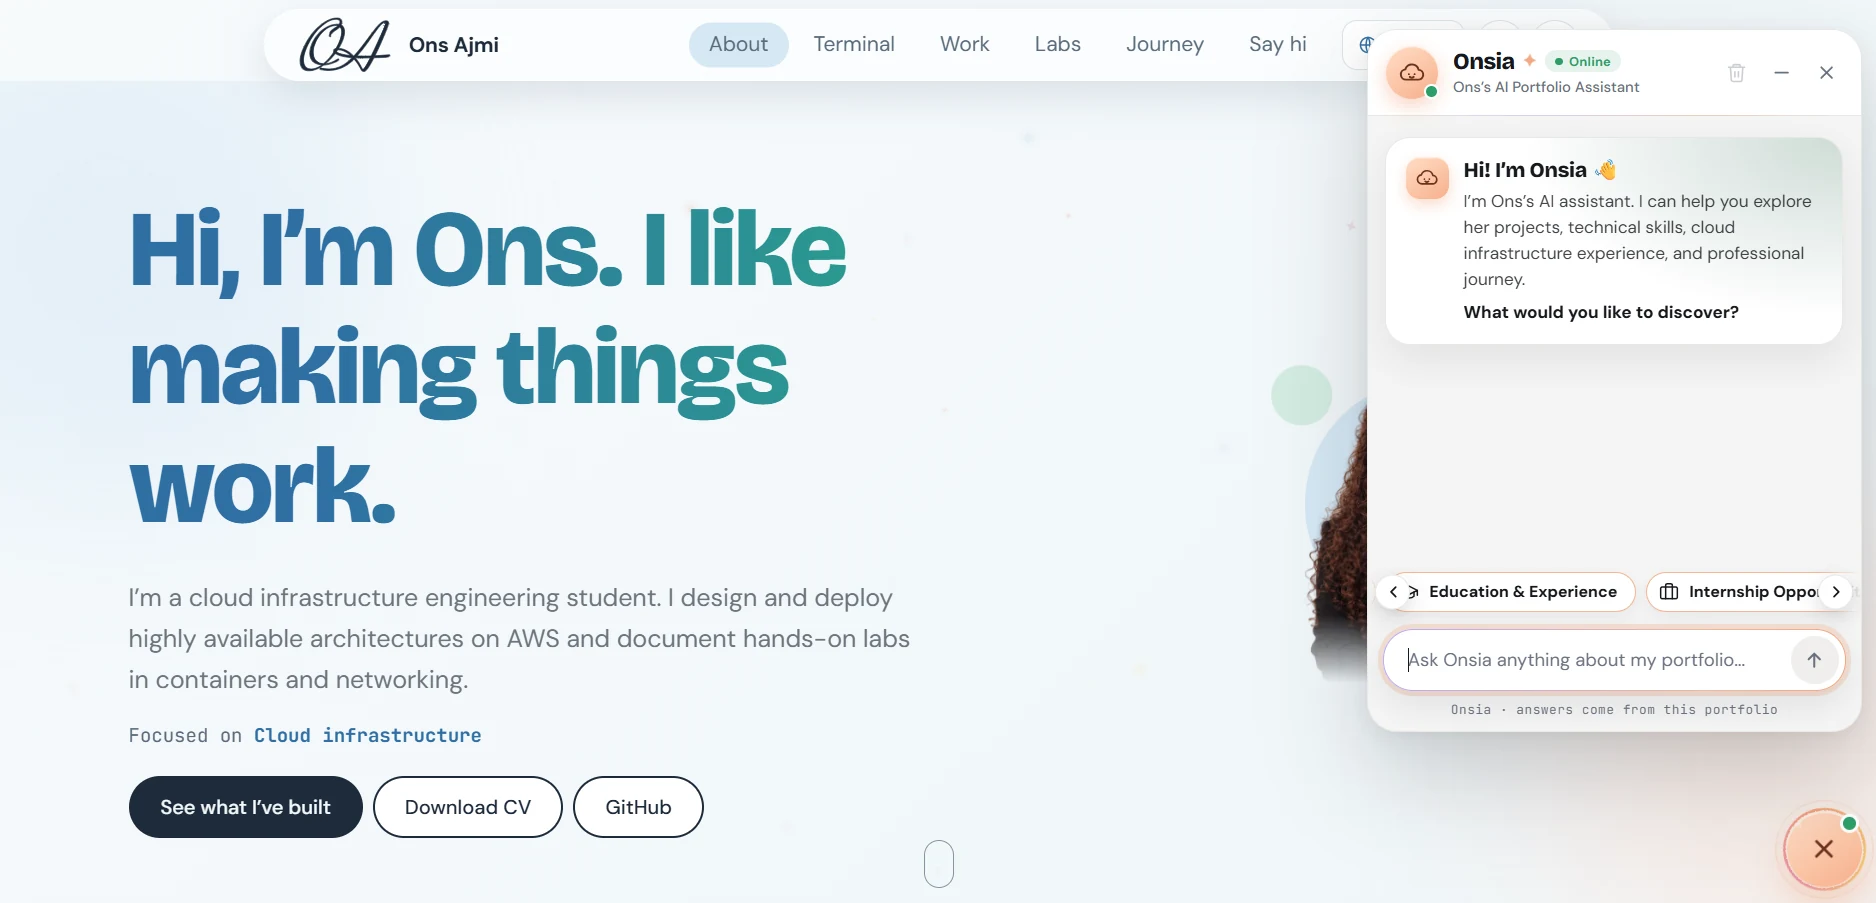 OA
Ons Ajmi
About
Terminal
Work
Labs
Journey
Say hi
Hi, I’m Ons. I like
making things
work.
I’m a cloud infrastructure engineering student. I design and deploy
highly available architectures on AWS and document hands-on labs
in containers and networking.
Focused on Cloud infrastructure
See what I’ve built
Download CV
GitHub
Onsia
Online
Ons’s AI Portfolio Assistant
Hi! I’m Onsia 👋
I’m Ons’s AI assistant. I can help you explore
her projects, technical skills, cloud
infrastructure experience, and professional
journey.
What would you like to discover?
Education & Experience
Internship Oppor
Ask Onsia anything about my portfolio...
Onsia · answers come from this portfolio